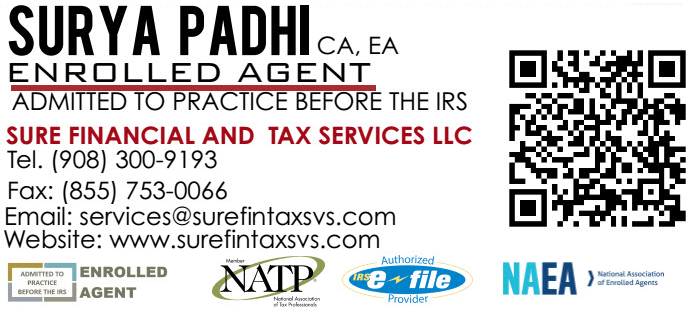 SURYA PADHI CA, EA
ENROLLED AGENT
ADMITTED TO PRACTICE BEFORE THE IRS
SURE FINANCIAL AND TAX SERVICES LLC
Tel. (908) 300-9193
Fax: (855) 753-0066
Email: services@surefintaxsvs.com
Website: www.surefintaxsvs.com
ADMITTED TO
PRACTICE
BEFORE THE IRS
ENROLLED
AGENT
Member
NATP
National Association
of Tax Professionals
Authorized
IRS e file
Provider
NAEA
National Association
of Enrolled Agents